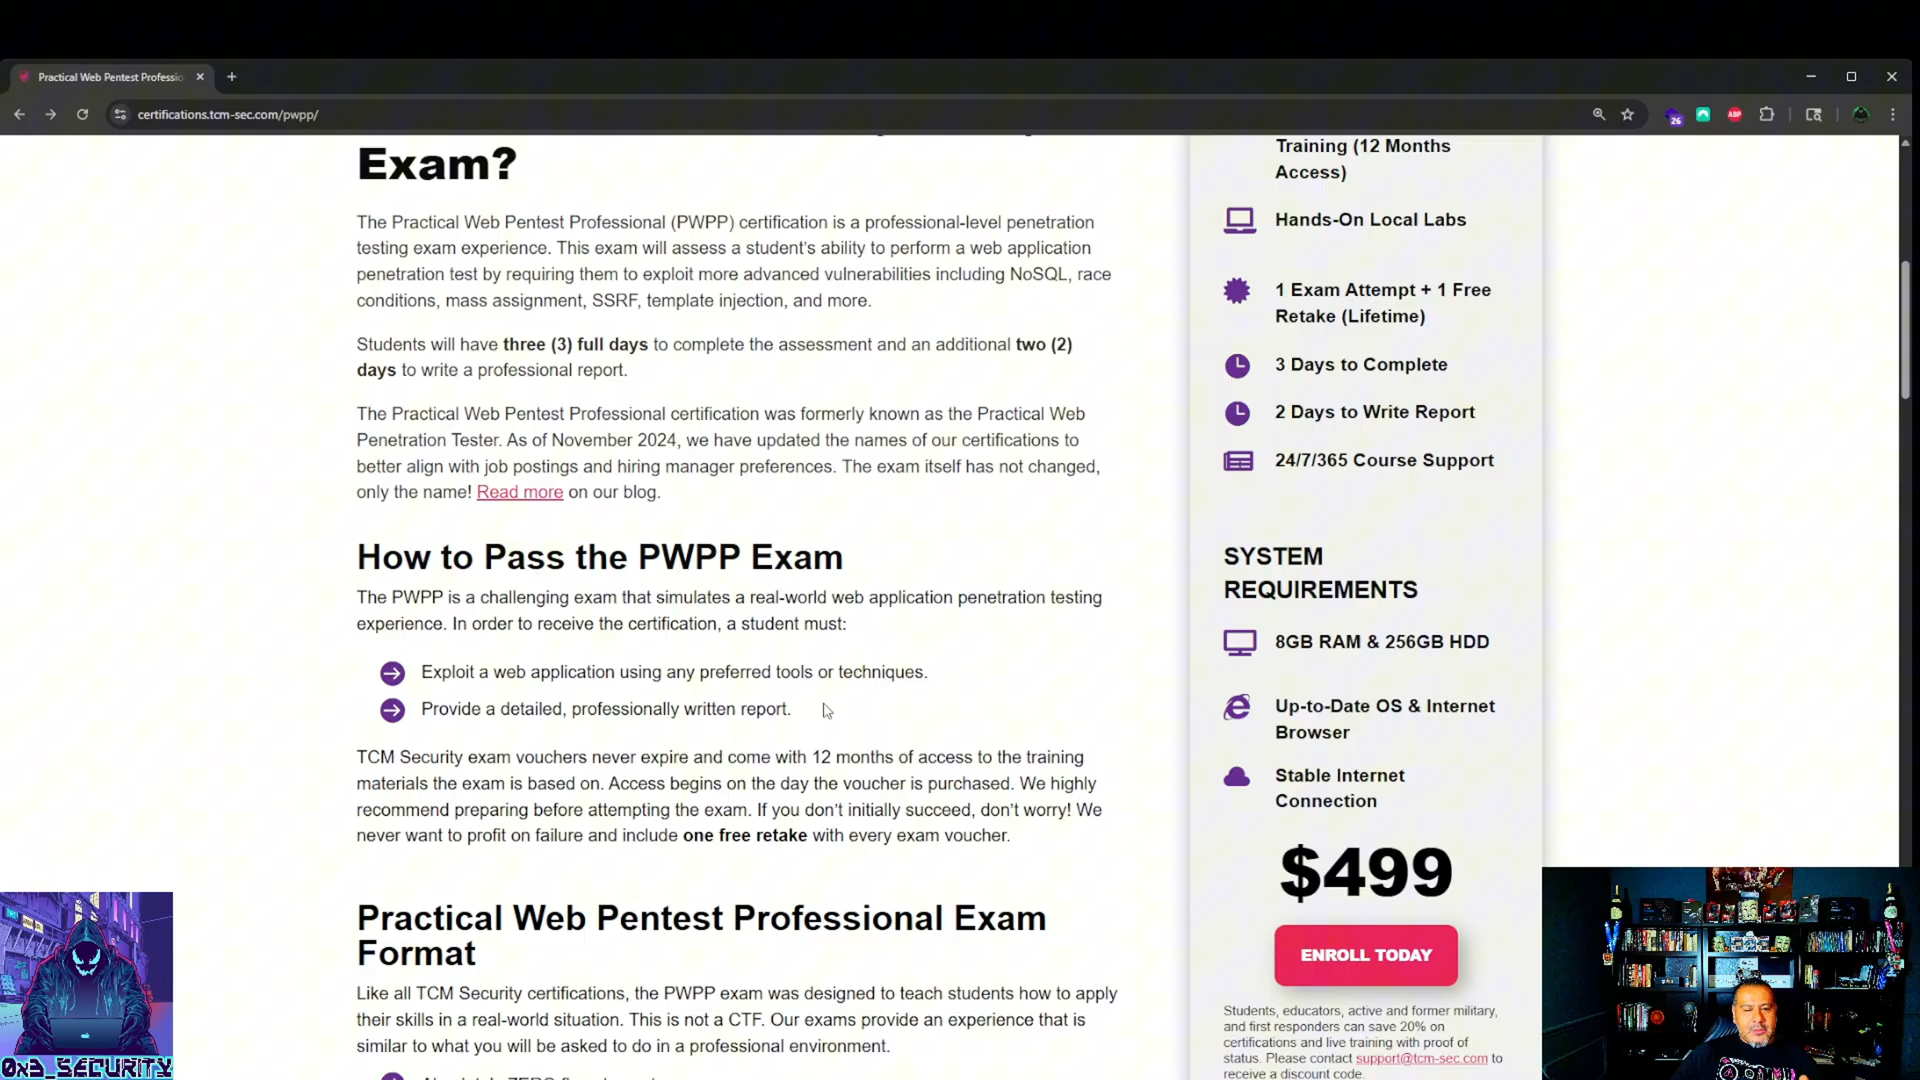 Practical Web Pentest Professio
certifications.tcm-sec.com/pwpp/
26
ABP
Exam?
The Practical Web Pentest Professional (PWPP) certification is a professional-level penetration
testing exam experience. This exam will assess a student's ability to perform a web application
penetration test by requiring them to exploit more advanced vulnerabilities including NoSQL, race
conditions, mass assignment, SSRF, template injection, and more.
Students will have three (3) full days to complete the assessment and an additional two (2)
days to write a professional report.
The Practical Web Pentest Professional certification was formerly known as the Practical Web
Penetration Tester. As of November 2024, we have updated the names of our certifications to
better align with job postings and hiring manager preferences. The exam itself has not changed,
only the name! Read more on our blog.
How to Pass the PWPP Exam
The PWPP is a challenging exam that simulates a real-world web application penetration testing
experience. In order to receive the certification, a student must:
Exploit a web application using any preferred tools or techniques.
Provide a detailed, professionally written report.
TCM Security exam vouchers never expire and come with 12 months of access to the training
materials the exam is based on. Access begins on the day the voucher is purchased. We highly
recommend preparing before attempting the exam. If you don't initially succeed, don't worry! We
never want to profit on failure and include one free retake with every exam voucher.
Practical Web Pentest Professional Exam
Format
Like all TCM Security certifications, the PWPP exam was designed to teach students how to apply
their skills in a real-world situation. This is not a CTF. Our exams provide an experience that is
similar to what you will be asked to do in a professional environment.
Training (12 Months
Access)
Hands-On Local Labs
1 Exam Attempt + 1 Free
Retake (Lifetime)
3 Days to Complete
2 Days to Write Report
24/7/365 Course Support
SYSTEM
REQUIREMENTS
8GB RAM & 256GB HDD
Up-to-Date OS & Internet
Browser
Stable Internet
Connection
$499
ENROLL TODAY
Students, educators, active and former military,
and first responders can save 20% on
certifications and live training with proof of
status. Please contact support@tcm-sec.com to
receive a discount code.
0x3_SECURITY